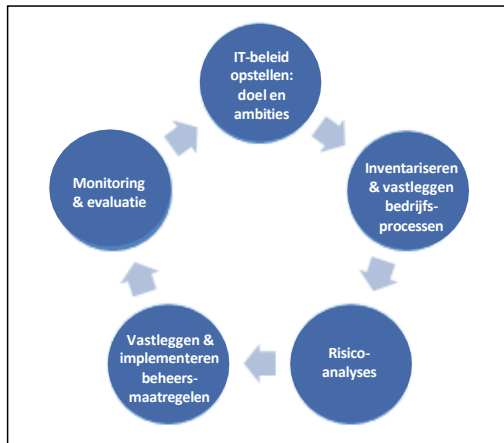 IT-beleid
opstellen:
doel en
ambities
Inventariseren
& vastleggen
bedrijfs-
processen
Risico-
analyses
Vastleggen &
implementeren
beheers-
maatregelen
Monitoring
& evaluatie